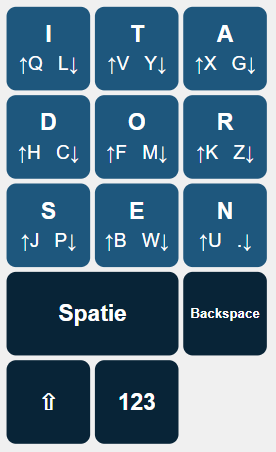 I T A
↑Q L↓ ↑V Y↓ ↑X G↓
D O R
↑H C↓ ↑F M↓ ↑K Z↓
S E N
↑J P↓ ↑B W↓ ↑U .↓
Spatie Backspace
⇧ 123